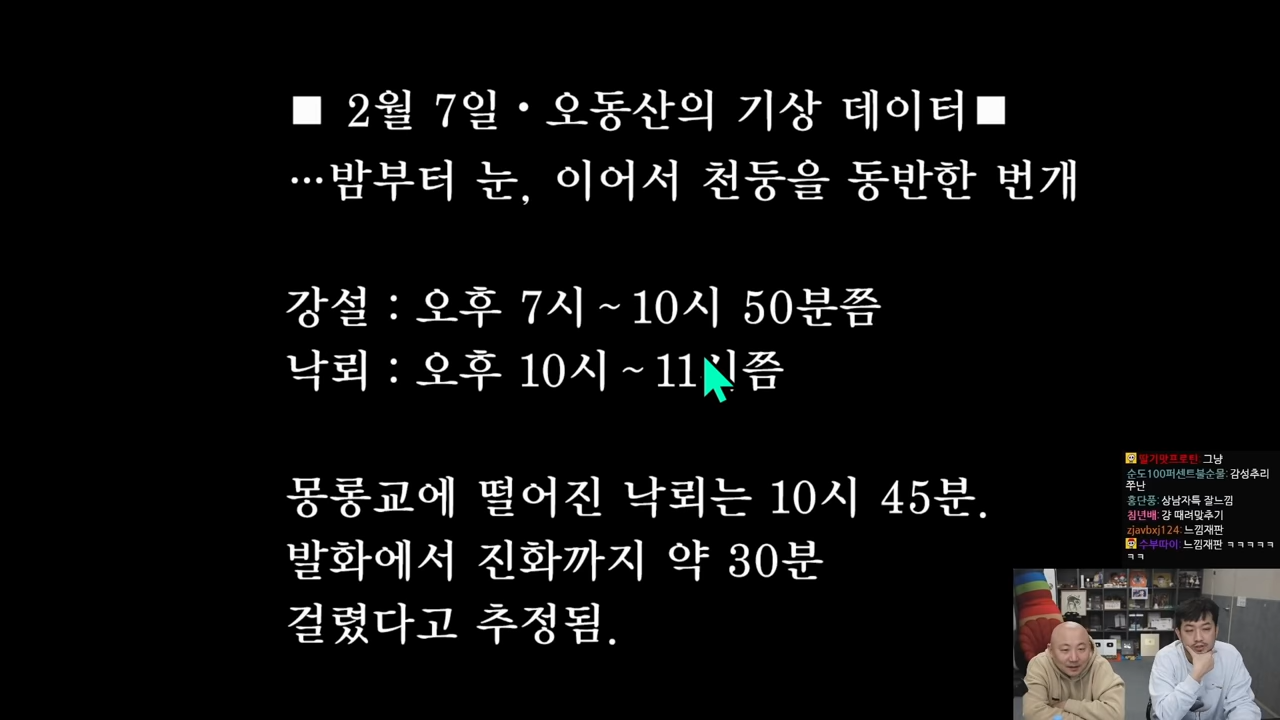 ■ 2월 7일・오동산의 기상 데이터■
…밤부터 눈, 이어서 천둥을 동반한 번개
강설 : 오후 7시 ~ 10시 50분쯤
낙뢰 : 오후 10시 ~ 11시쯤
몽롱교에 떨어진 낙뢰는 10시 45분.
발화에서 진화까지 약 30분
걸렸다고 추정됨.
딸기맛프로틴: 그냥
순도100퍼센트불순물: 감성추리
쭈난
홍단풍: 상남자특 잘느낌
침년배: 걍 때려맞추기
zjavbxj124: 느낌재판
수부따이: 느낌재판 ㅋㅋㅋㅋㅋ
ㅋㅋ